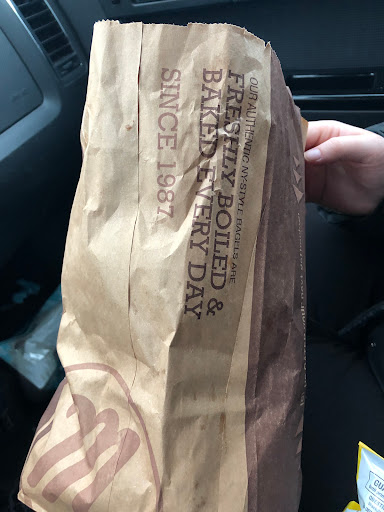 OUR AUTHENTIC NY-STYLE BAGELS ARE
FRESHLY BOILED &
BAKED EVERY DAY
SINCE 1987